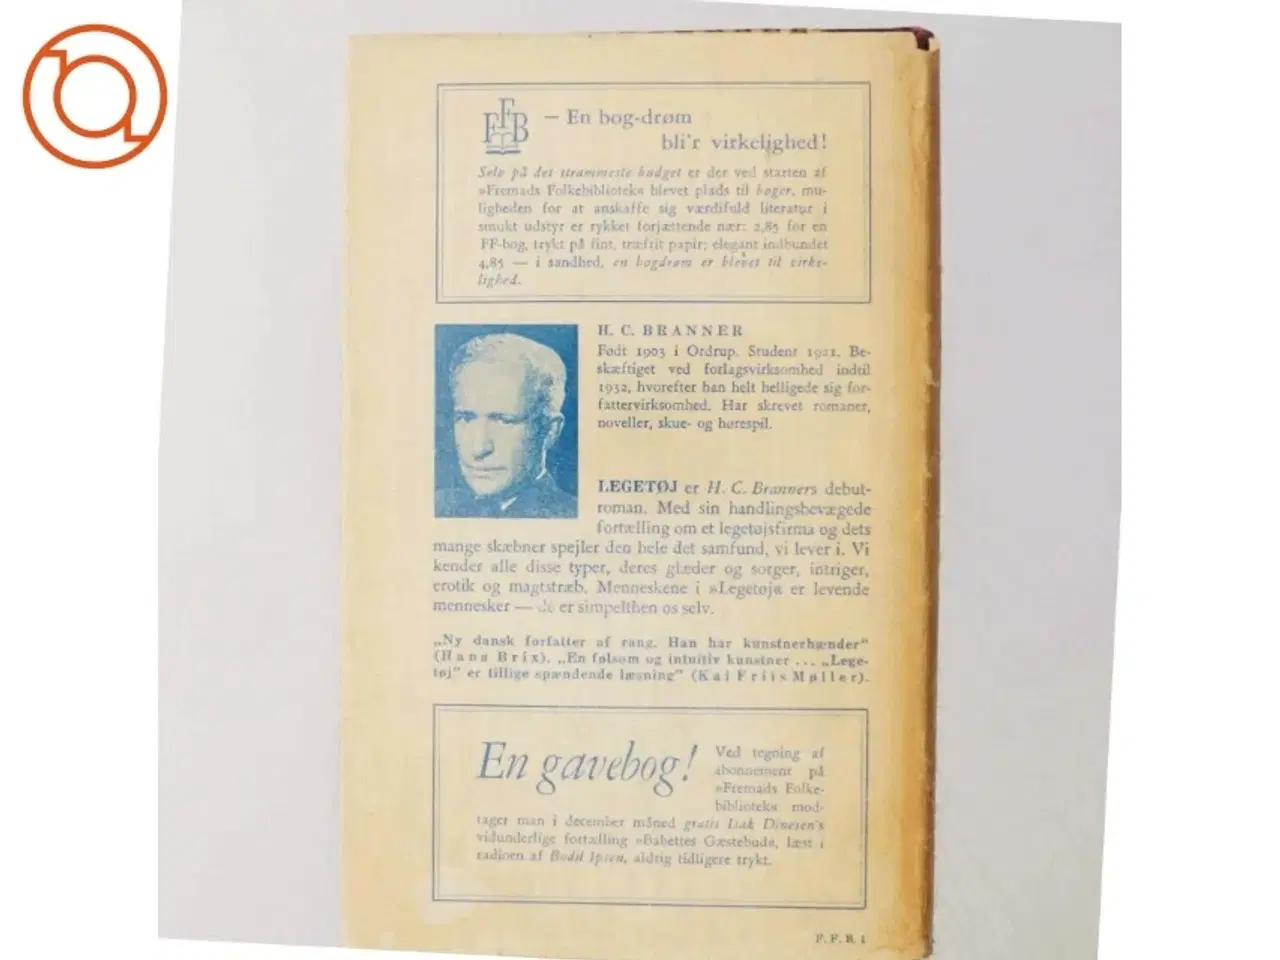 FFB
— En bog-drøm
bli'r virkelighed!
Selv på det strammeste budget er der ved starten af
»Fremads Folkebibliotek« blevet plads til bøger, mu-
ligheden for at anskaffe sig værdifuld litteratur i
smukt udstyr er rykket forjættende nær: 2,85 for en
FF-bog, trykt på fint, træfrit papir; elegant indbundet
4,85 — i sandhed, en bogdrøm er blevet til virke-
lighed.
H. C. BRANNER
Født 1903 i Ordrup. Student 1921. Be-
skæftiget ved forlagsvirksomhed indtil
1932, hvorefter han helt helligede sig for-
fattervirksomhed. Har skrevet romaner,
noveller, skue- og hørespil.
LEGETØJ er H. C. Branners debut-
roman. Med sin handlingsbevægede
fortælling om et legetøjsfirma og dets
mange skæbner spejler den hele det samfund, vi lever i. Vi
kender alle disse typer, deres glæder og sorger, intriger,
erotik og magtstræb. Menneskene i »Legetøj« er levende
mennesker — de er simpelthen os selv.
„Ny dansk forfatter af rang. Han har kunstnerhænder"
(Hans Brix). „En følsom og intuitiv kunstner ... „Lege-
tøj" er tillige spændende læsning" (Kai Friis Møller).
En gavebog!
Ved tegning af
abonnement på
»Fremads Folke-
bibliotek« mod-
tager man i december måned gratis Isak Dinesen's
vidunderlige fortælling »Babettes Gæstebud«, læst i
radioen af Bodil Ipsen, aldrig tidligere trykt.
F. F. B. 1